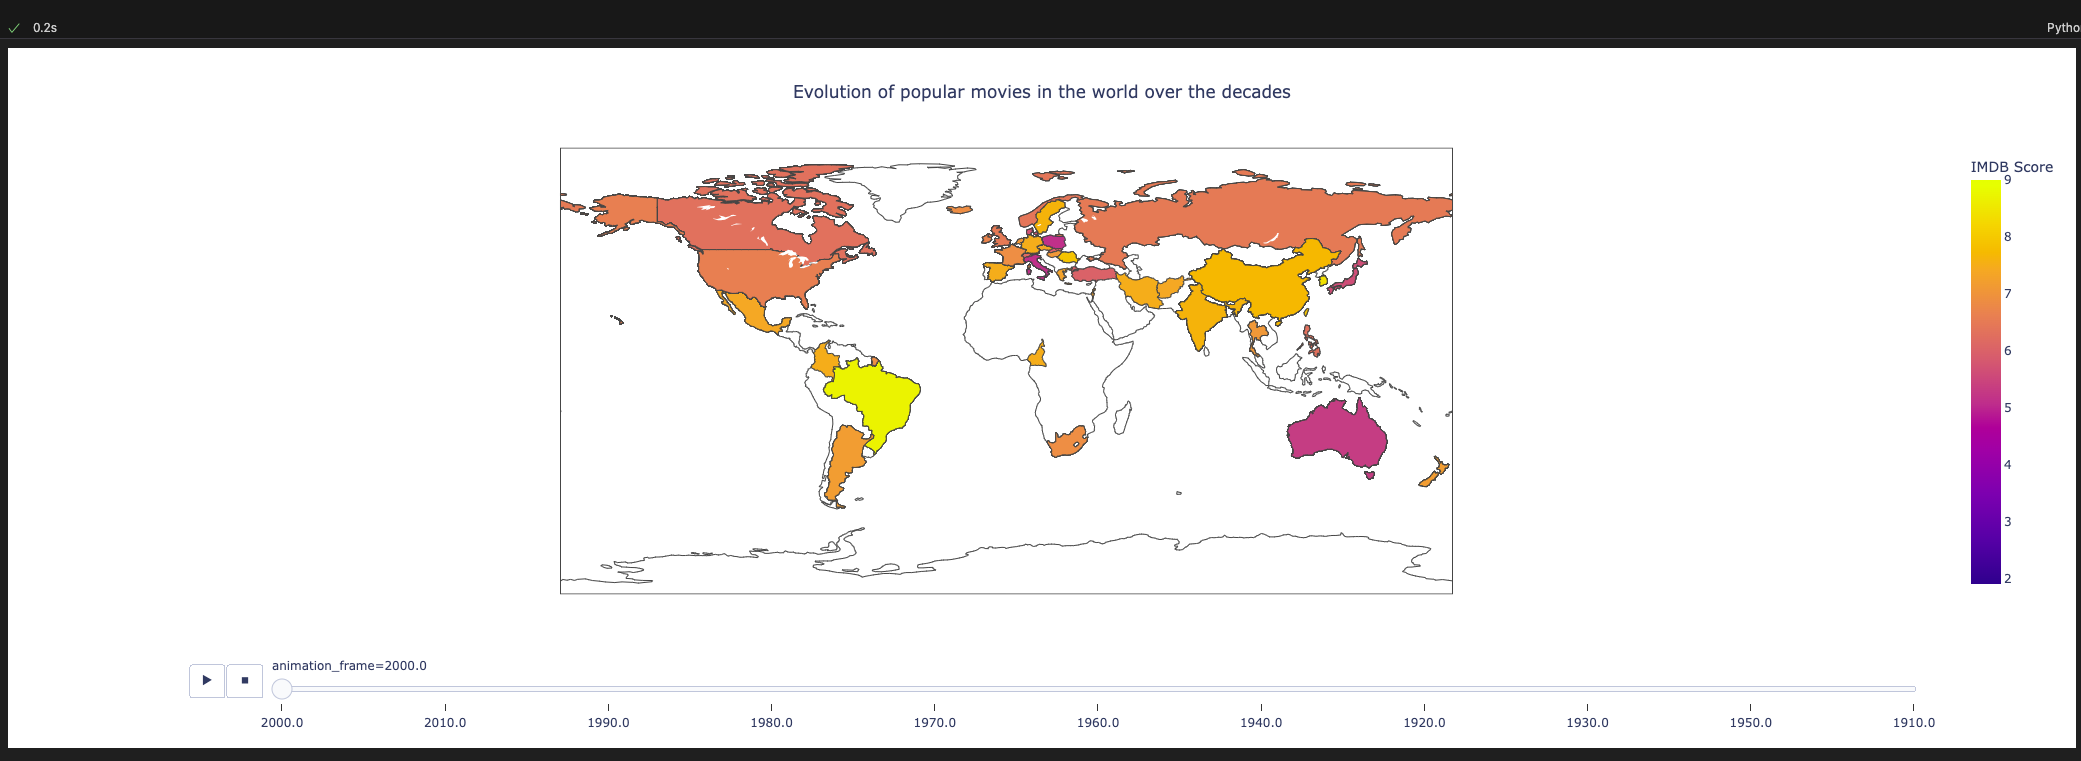 0.2s
Pytho
Evolution of popular movies in the world over the decades
IMDB Score
9
8
7
6
5
4
3
2
animation_frame=2000.0
2000.0 2010.0 1990.0 1980.0 1970.0 1960.0 1940.0 1920.0 1930.0 1950.0 1910.0